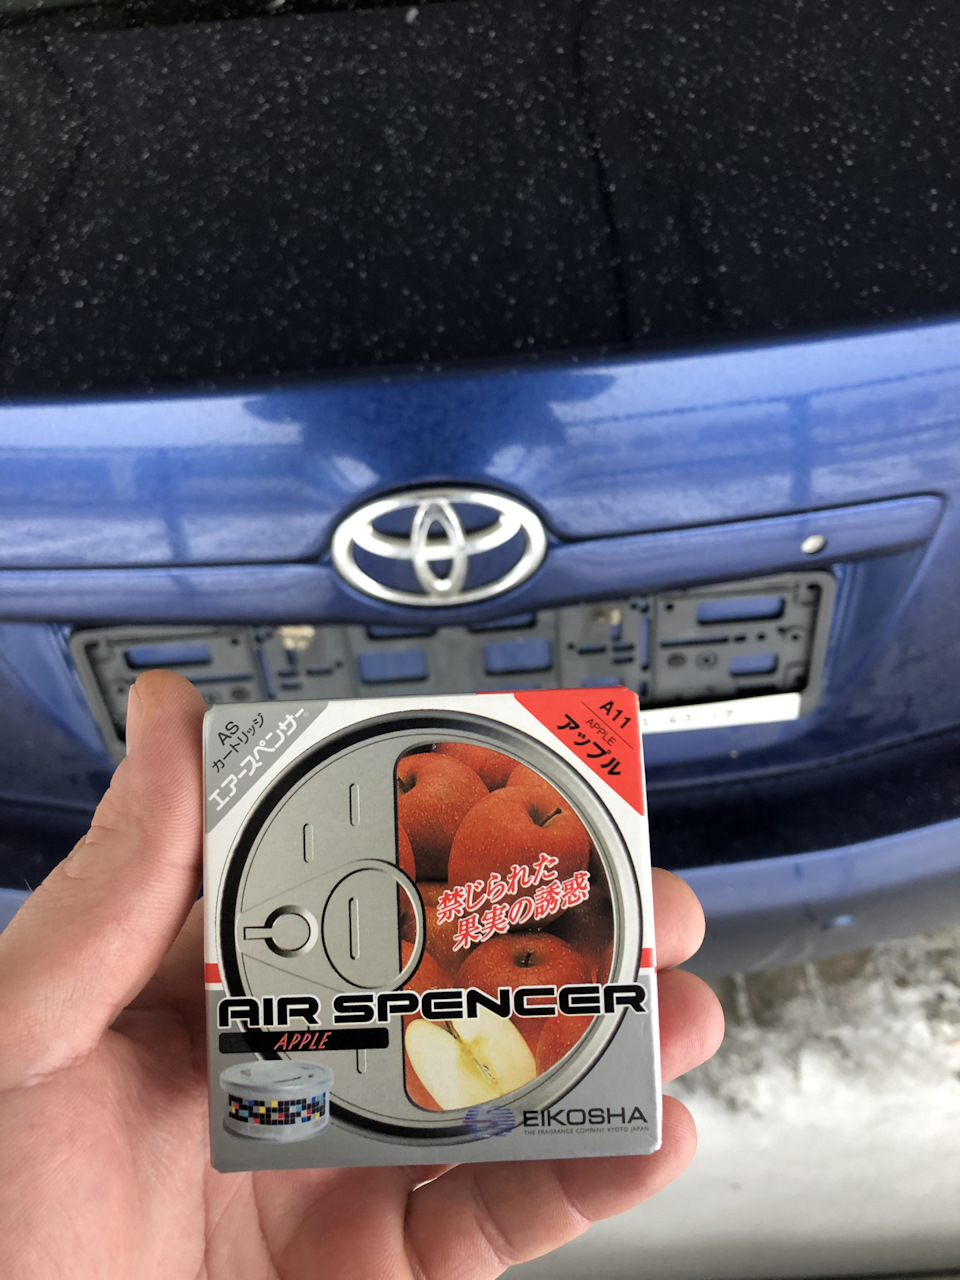 AS
カートリッジ
エアースペンサー®
A11
APPLE
アップル
禁じられた
果実の誘惑
AIR SPENCER
APPLE
EIKOSHA
THE FRAGRANCE COMPANY KYOTO JAPAN